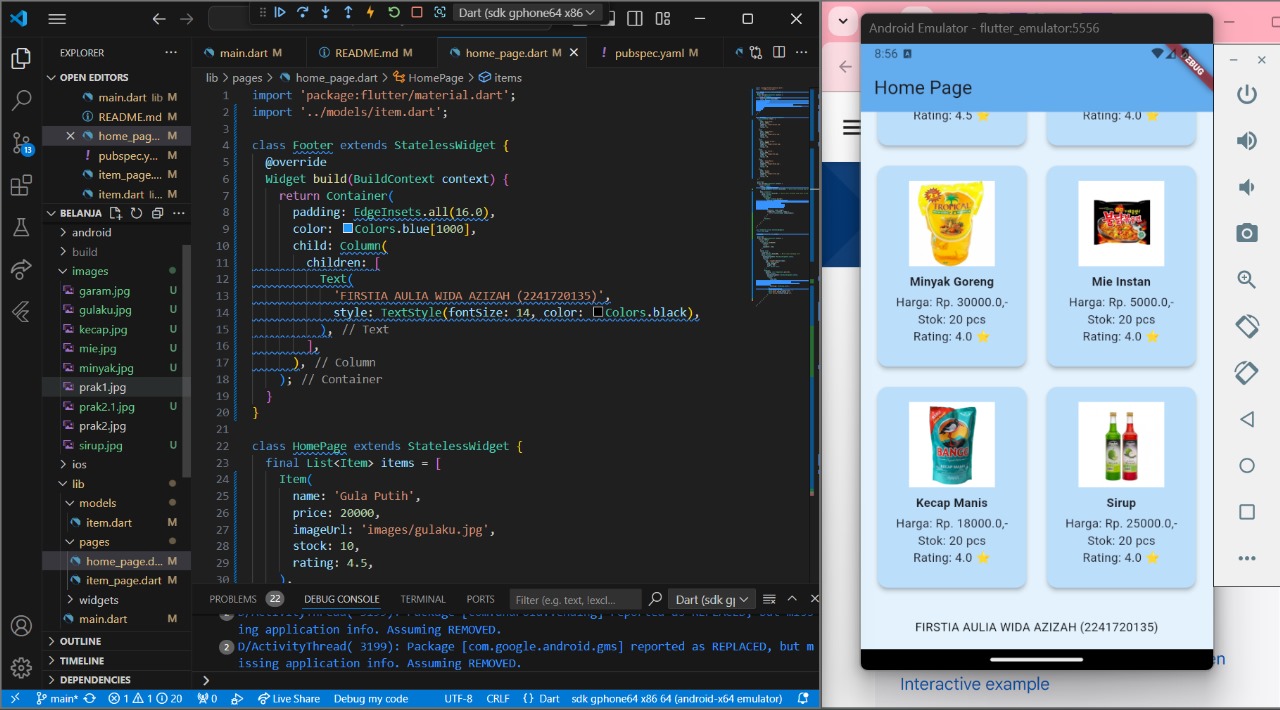 Dart (sdk gphone64 x86
EXPLORER
OPEN EDITORS
main.dart lib M
README.md M
home_pag... M
pubspec.y... M
item_page.... M
item.dart li... M
BELANJA
android
build
images
garam.jpg U
gulaku.jpg U
kecap.jpg U
mie.jpg U
minyak.jpg U
prak1.jpg
prak2.1.jpg U
prak2.jpg
sirup.jpg U
ios
lib
models
item.dart M
pages
home_page.d... M
item_page.dart M
widgets
main.dart M
OUTLINE
TIMELINE
DEPENDENCIES
13
main.dart M
README.md M
home_page.dart M
pubspec.yaml M
lib > pages > home_page.dart > HomePage > items
1 import 'package:flutter/material.dart';
2 import '../models/item.dart';
3
4 class Footer extends StatelessWidget {
5 @override
6 Widget build(BuildContext context) {
7 return Container(
8 padding: EdgeInsets.all(16.0),
9 color: Colors.blue[1000],
10 child: Column(
11 children: [
12 Text(
13 'FIRSTIA AULIA WIDA AZIZAH (2241720135)',
14 style: TextStyle(fontSize: 14, color: Colors.black),
15 ), // Text
16 ],
17 ), // Column
18 ); // Container
19 }
20 }
21
22 class HomePage extends StatelessWidget {
23 final List<Item> items = [
24 Item(
25 name: 'Gula Putih',
26 price: 20000,
27 imageUrl: 'images/gulaku.jpg',
28 stock: 10,
29 rating: 4.5,
30 ),
PROBLEMS 22 DEBUG CONSOLE TERMINAL PORTS Filter (e.g. text, !excl... Dart (sdk g
ing application info. Assuming REMOVED.
2 D/ActivityThread( 3199): Package [com.google.android.gms] reported as REPLACED, but m
issing application info. Assuming REMOVED.
main* 1 1 20 0 Live Share Debug my code UTF-8 CRLF { } Dart sdk gphone64 x86 64 (android-x64 emulator)
Android Emulator - flutter_emulator:5556
8:56
DEBUG
Home Page
Rating: 4.5 ⭐
Rating: 4.0 ⭐
TROPICAL
Minyak Goreng
Harga: Rp. 30000.0,-
Stok: 20 pcs
Rating: 4.0 ⭐
Mie Instan
Harga: Rp. 5000.0,-
Stok: 20 pcs
Rating: 4.0 ⭐
BANGO
Kecap Manis
Harga: Rp. 18000.0,-
Stok: 20 pcs
Rating: 4.0 ⭐
Sirup
Harga: Rp. 25000.0,-
Stok: 20 pcs
Rating: 4.0 ⭐
FIRSTIA AULIA WIDA AZIZAH (2241720135)
en
Interactive example